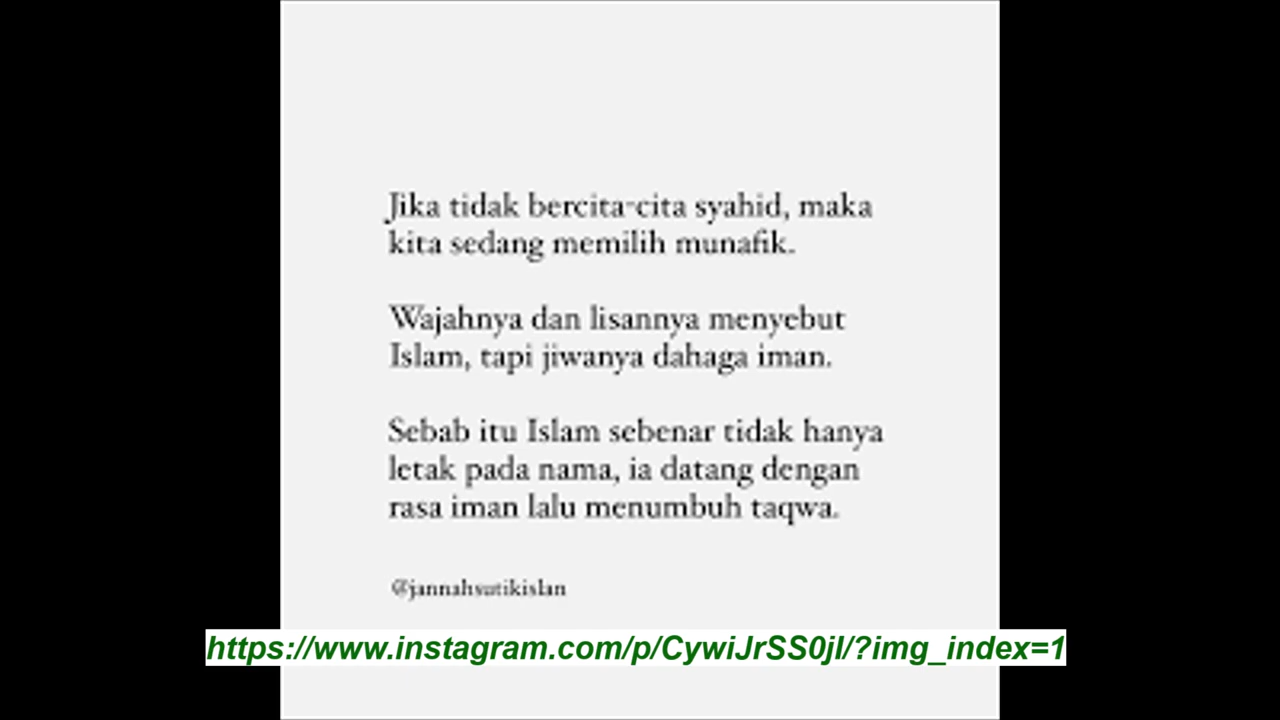 Jika tidak bercita-cita syahid, maka
kita sedang memilih munafik.
Wajahnya dan lisannya menyebut
Islam, tapi jiwanya dahaga iman.
Sebab itu Islam sebenar tidak hanya
letak pada nama, ia datang dengan
rasa iman lalu menumbuh taqwa.
@jannahsutikislan
https://www.instagram.com/p/CywiJrSS0jI/?img_index=1